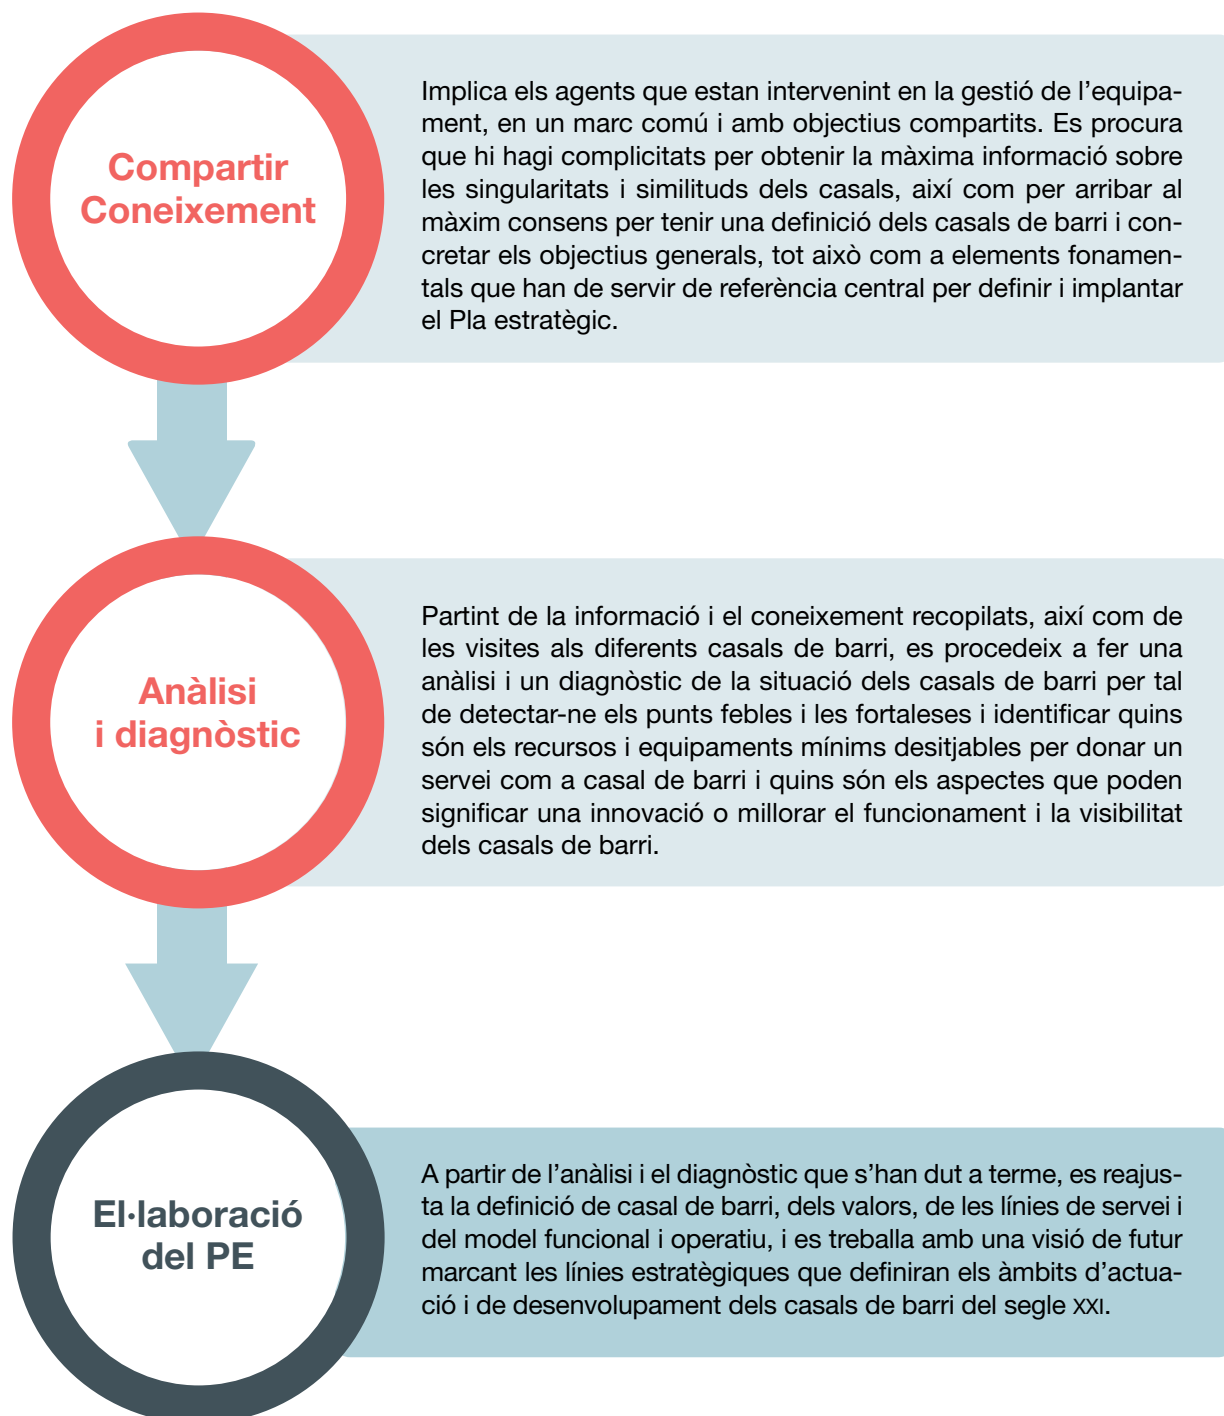 Compartir
Coneixement
Implica els agents que estan intervenint en la gestió de l’equipa-
ment, en un marc comú i amb objectius compartits. Es procura
que hi hagi complicitats per obtenir la màxima informació sobre
les singularitats i similituds dels casals, així com per arribar al
màxim consens per tenir una definició dels casals de barri i con-
cretar els objectius generals, tot això com a elements fonamen-
tals que han de servir de referència central per definir i implantar
el Pla estratègic.
Anàlisi
i diagnòstic
Partint de la informació i el coneixement recopilats, així com de
les visites als diferents casals de barri, es procedeix a fer una
anàlisi i un diagnòstic de la situació dels casals de barri per tal
de detectar-ne els punts febles i les fortaleses i identificar quins
són els recursos i equipaments mínims desitjables per donar un
servei com a casal de barri i quins són els aspectes que poden
significar una innovació o millorar el funcionament i la visibilitat
dels casals de barri.
El·laboració
del PE
A partir de l’anàlisi i el diagnòstic que s’han dut a terme, es reajus-
ta la definició de casal de barri, dels valors, de les línies de servei i
del model funcional i operatiu, i es treballa amb una visió de futur
marcant les línies estratègiques que definiran els àmbits d’actua-
ció i de desenvolupament dels casals de barri del segle XXI.